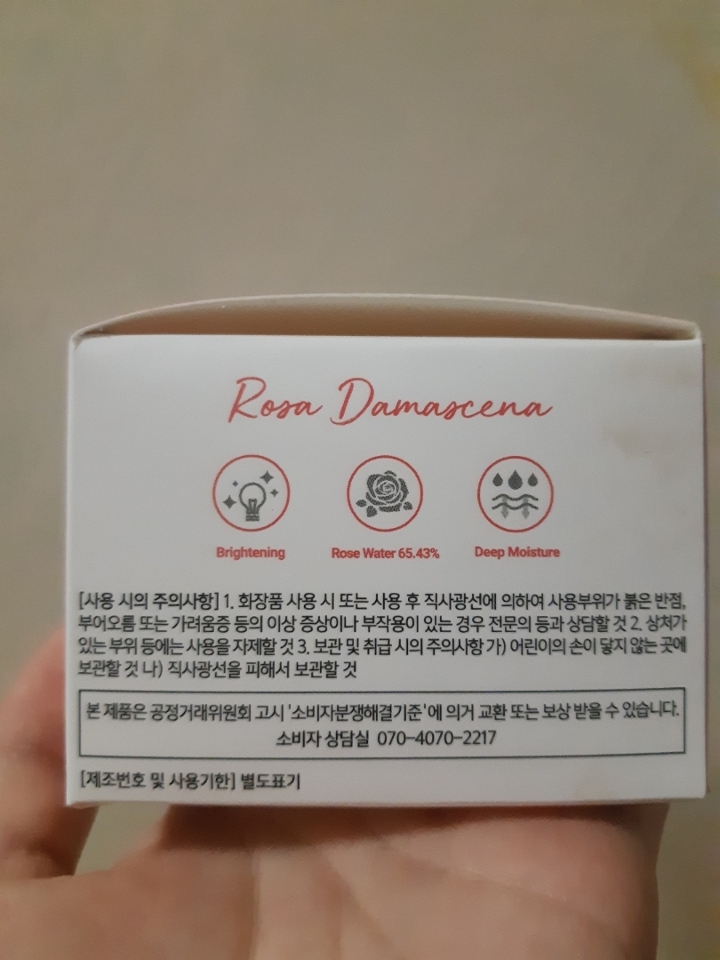 Rosa Damascena
Brightening Rose Water 65.43% Deep Moisture
[사용 시의 주의사항] 1. 화장품 사용 시 또는 사용 후 직사광선에 의하여 사용부위가 붉은 반점,
부어오름 또는 가려움증 등의 이상 증상이나 부작용이 있는 경우 전문의 등과 상담할 것 2. 상처가
있는 부위 등에는 사용을 자제할 것 3. 보관 및 취급 시의 주의사항 가) 어린이의 손이 닿지 않는 곳에
보관할 것 나) 직사광선을 피해서 보관할 것
본 제품은 공정거래위원회 고시 '소비자분쟁해결기준'에 의거 교환 또는 보상 받을 수 있습니다.
소비자 상담실 070-4070-2217
[제조번호 및 사용기한] 별도표기